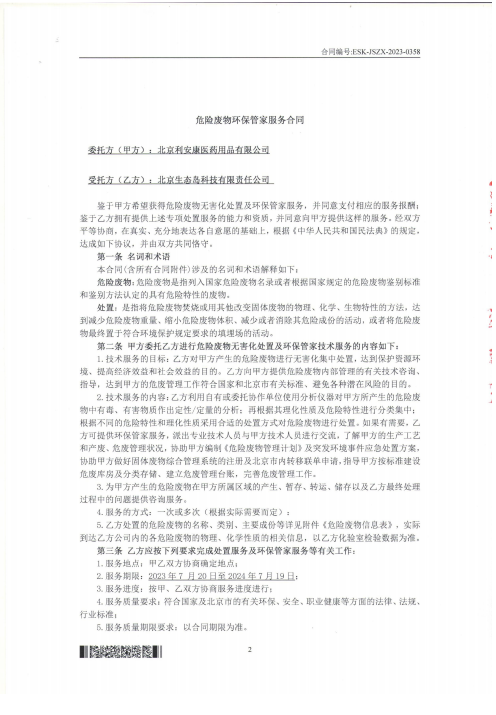 合同编号:ESK-JSZX-2023-0358
危险废物环保管家服务合同
委托方（甲方）：北京利安康医药用品有限公司
受托方（乙方）：北京生态岛科技有限责任公司
鉴于甲方希望获得危险废物无害化处置及环保管家服务，并同意支付相应的服务报酬;
鉴于乙方拥有提供上述专项处置服务的能力和资质，并同意向甲方提供这样的服务。经双方
平等协商，在真实、充分地表达各自意愿的基础上，根据《中华人民共和国民法典》的规定，
达成如下协议，并由双方共同恪守。
第一条 名词和术语
本合同(含所有合同附件)涉及的名词和术语解释如下：
危险废物:危险废物是指列入国家危险废物名录或者根据国家规定的危险废物鉴别标准
和鉴别方法认定的具有危险特性的废物。
处置：是指将危险废物焚烧或用其他改变固体废物的物理、化学、生物特性的方法，达
到减少危险废物重量、缩小危险废物体积、减少或者消除其危险成份的活动，或者将危险废
物最终置于符合环境保护规定要求的填埋场的活动。
第二条 甲方委托乙方进行危险废物无害化处置及环保管家技术服务的内容如下：
1.技术服务的目标：乙方对甲方产生的危险废物进行无害化集中处置，达到保护资源环
境、提高经济效益和社会效益的目的。乙方向甲方提供危险废物内部管理的有关技术咨询、
指导，达到甲方的危废管理工作符合国家和北京市有关标准、避免各种潜在风险的目的。
2.技术服务的内容:乙方利用自有或委托协作单位使用分析仪器对甲方所产生的危险废
物中有毒、有害物质作出定性/定量的分析；再根据其理化性质及危险特性进行分类集中；
根据不同的危险特性和理化性质采用合适的处置方式对危险废物进行处置。如果有需要，乙
方可提供环保管家服务，派出专业技术人员与甲方技术人员进行交流，了解甲方的生产工艺
和产废、危废管理状况，协助甲方编制《危险废物管理计划》及突发环境事件应急处置方案，
协助甲方做好固体废物综合管理系统的注册及北京市内转移联单申请，指导甲方按标准建设
危废库房及分类存储、建立危废管理台账，完善危废管理工作。
3.为甲方产生的危险废物在甲方所属区域的产生、暂存、转运、储存以及乙方最终处理
过程中的问题提供咨询服务。
4.服务的方式：一次或多次（根据实际需要而定）;
5.乙方处置的危险废物的名称、类别、主要成份等详见附件《危险废物信息表》，实际
到达乙方公司内的各危险废物的物理、化学性质的相关信息，以乙方化验室检验数据为准。
第三条 乙方应按下列要求完成处置服务及环保管家服务等有关工作：
1.服务地点：甲乙双方协商确定地点;
2.服务期限：2023年7月20日至2024年7月19日;
3.服务进度：按甲、乙双方协商服务进度进行;
4.服务质量要求：符合国家及北京市的有关环保、安全、职业健康等方面的法律、法规、
行业标准;
5.服务质量期限要求：以合同期限为准。
2